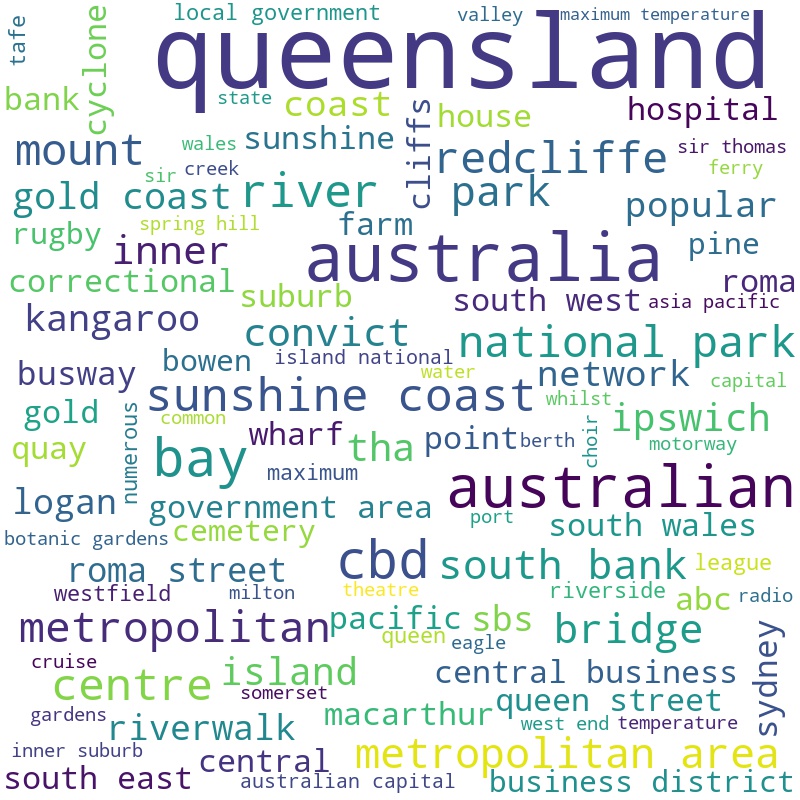 local government
valley
maximum temperature
tafe
cyclone
queensland
bank
state
coast
cliffs
house
hospital
mount
wales
sunshine
redcliffe
sir thomas
sir
creek
ferry
gold coast
river
park
popular
rugby
spring hill
farm
inner
australia
pine
correctional
suburb
south west
asia pacific
roma
kangaroo
convict
national park
busway
bowen
island national
water
network
capital
gold
sunshine coast
whilst
ipswich
common
numerous
quay
bay
wharf
tha
point
berth
choir
motorway
maximum
logan
government area
australian
port
botanic gardens
cemetery
south wales
roma street
cbd
south bank
league
westfield
milton
theatre
riverside
abc
radio
metropolitan
pacific
sbs
queen
eagle
bridge
sydney
cruise
centre
island
somerset
central business
queen street
gardens
riverwalk
macarthur
west end
temperature
inner suburb
central
metropolitan area
south east
australian capital
business district